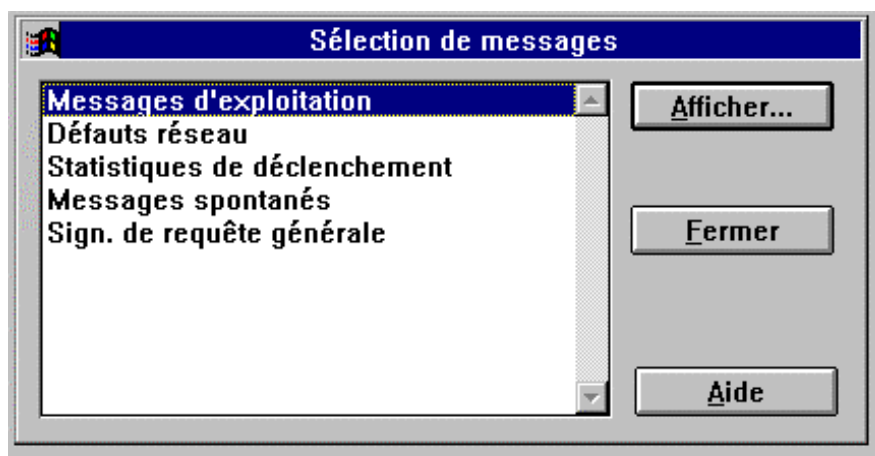 Sélection de messages
Messages d'exploitation
Défauts réseau
Statistiques de déclenchement
Messages spontanés
Sign. de requête générale
Afficher...
Fermer
Aide